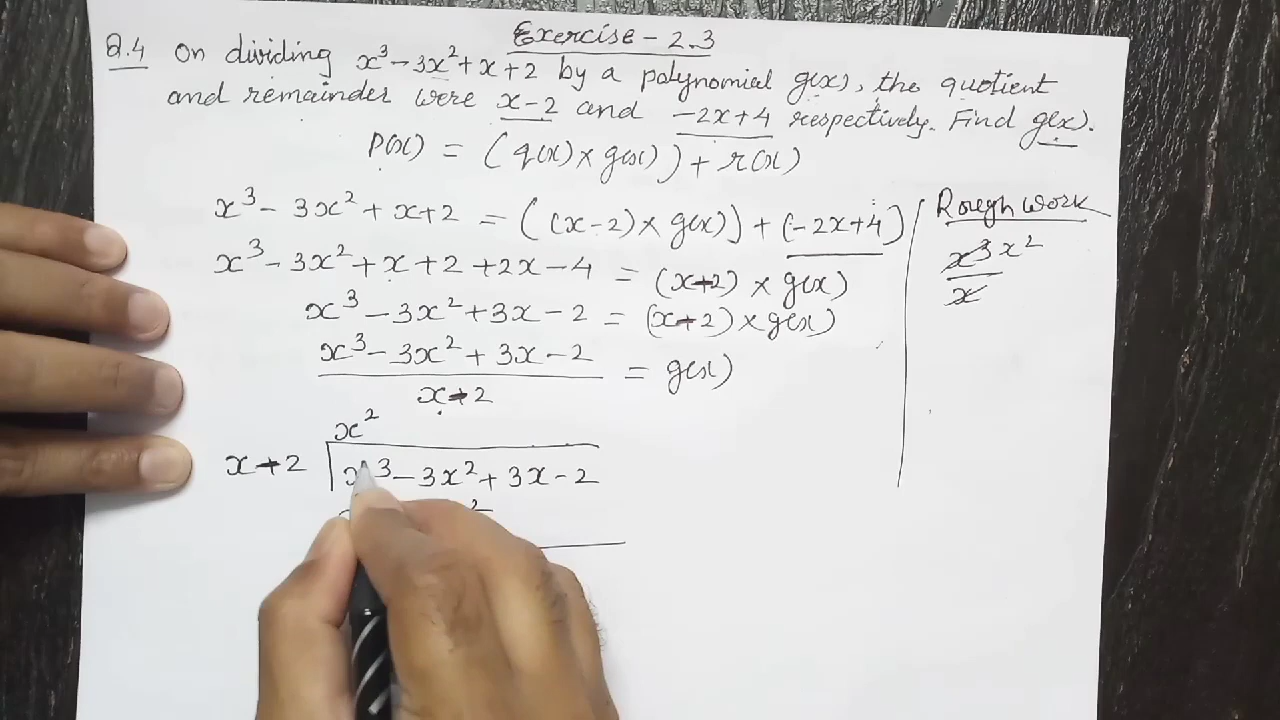 Exercise - 2.3
Q.4 On dividing x³ - 3x² + x + 2 by a polynomial g(x), the quotient
and remainder were x - 2 and -2x + 4 respectively. Find g(x).
P(x) = (q(x) × g(x)) + r(x)
x³ - 3x² + x + 2 = ((x - 2) × g(x)) + (-2x + 4)
x³ - 3x² + x + 2 + 2x - 4 = (x - 2) × g(x)
x³ - 3x² + 3x - 2 = (x - 2) × g(x)
x³ - 3x² + 3x - 2 = g(x)
x - 2
x²
x - 2 x³ - 3x² + 3x - 2
Rough work
x³ x²
x